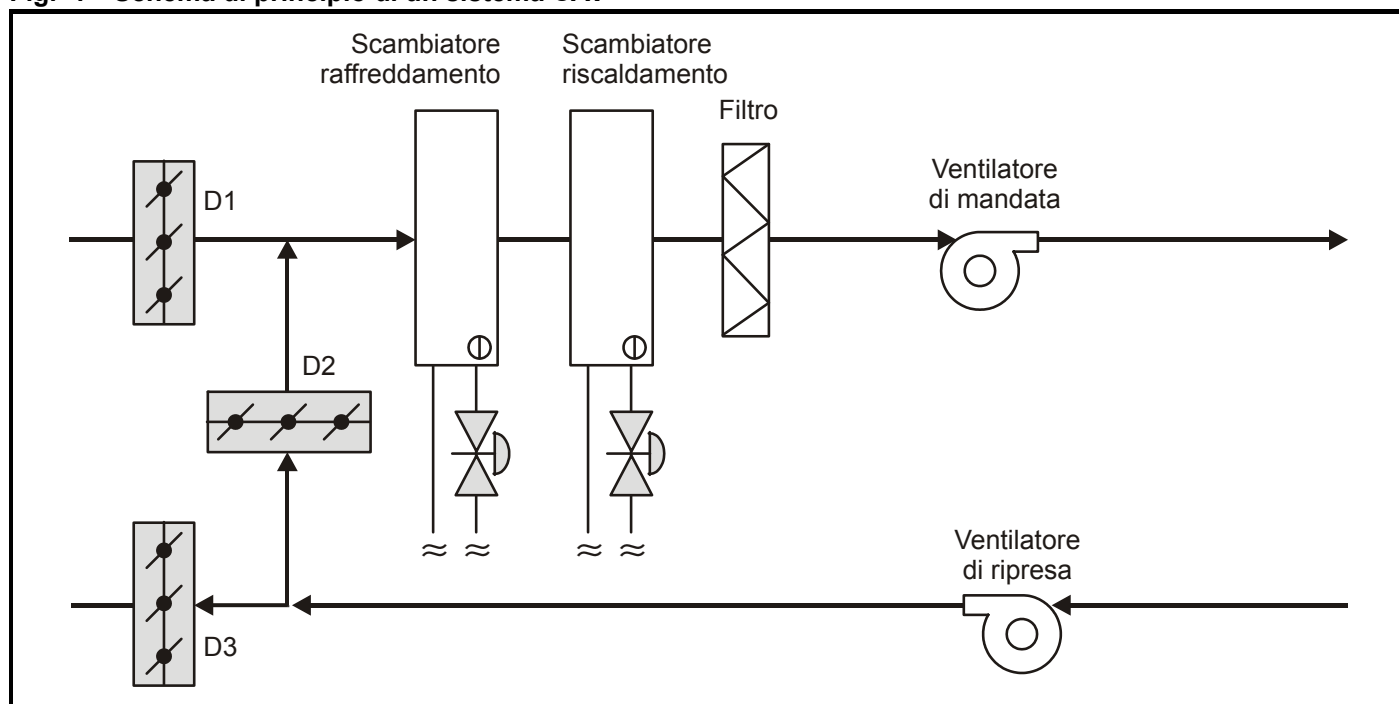 Scambiatore
raffreddamento
Scambiatore
riscaldamento
Filtro
Ventilatore
di mandata
D1
D2
Ventilatore
di ripresa
D3